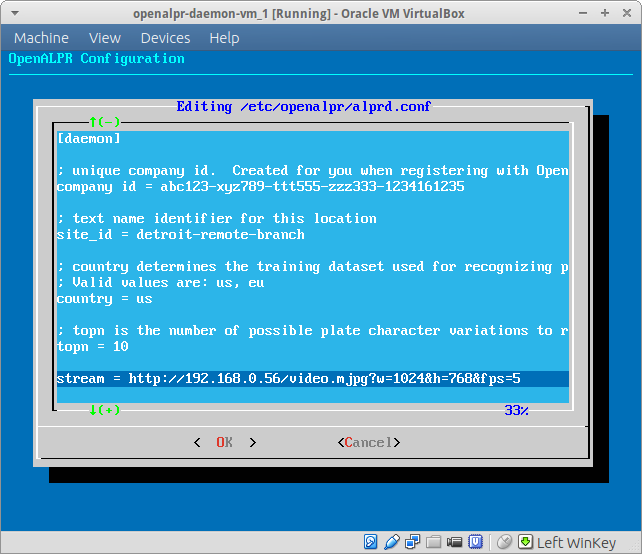 openalpr-daemon-vm_1 [Running] - Oracle VM VirtualBox
Machine View Devices Help
OpenALPR Configuration
Editing /etc/openalpr/alprd.conf
↑(-)
[daemon]
; unique company id.  Created for you when registering with Open
company id = abc123-xyz789-ttt555-zzz333-1234161235
; text name identifier for this location
site_id = detroit-remote-branch
; country determines the training dataset used for recognizing p
; Valid values are: us, eu
country = us
; topn is the number of possible plate character variations to r
topn = 10
stream = http://192.168.0.56/video.mjpg?w=1024&h=768&fps=5
↓(+) 33%
< OK > <Cancel>
Left WinKey